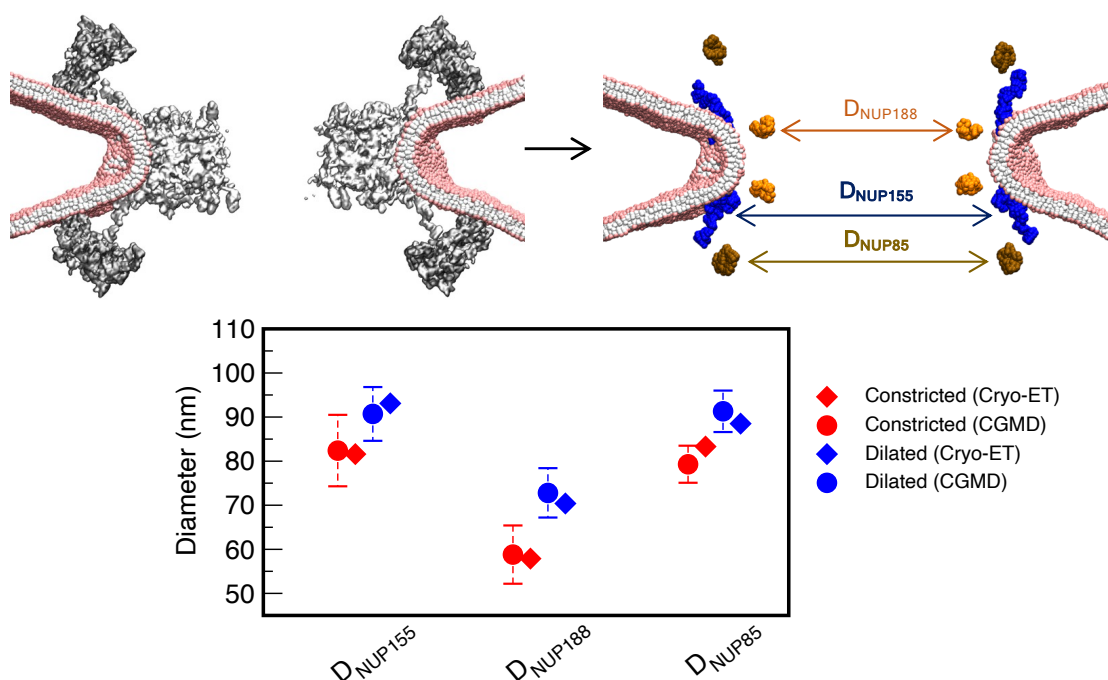 D_NUP188
D_NUP155
D_NUP85
Diameter (nm)
110
100
90
80
70
60
50
D_NUP155
D_NUP188
D_NUP85
Constricted (Cryo-ET)
Constricted (CGMD)
Dilated (Cryo-ET)
Dilated (CGMD)